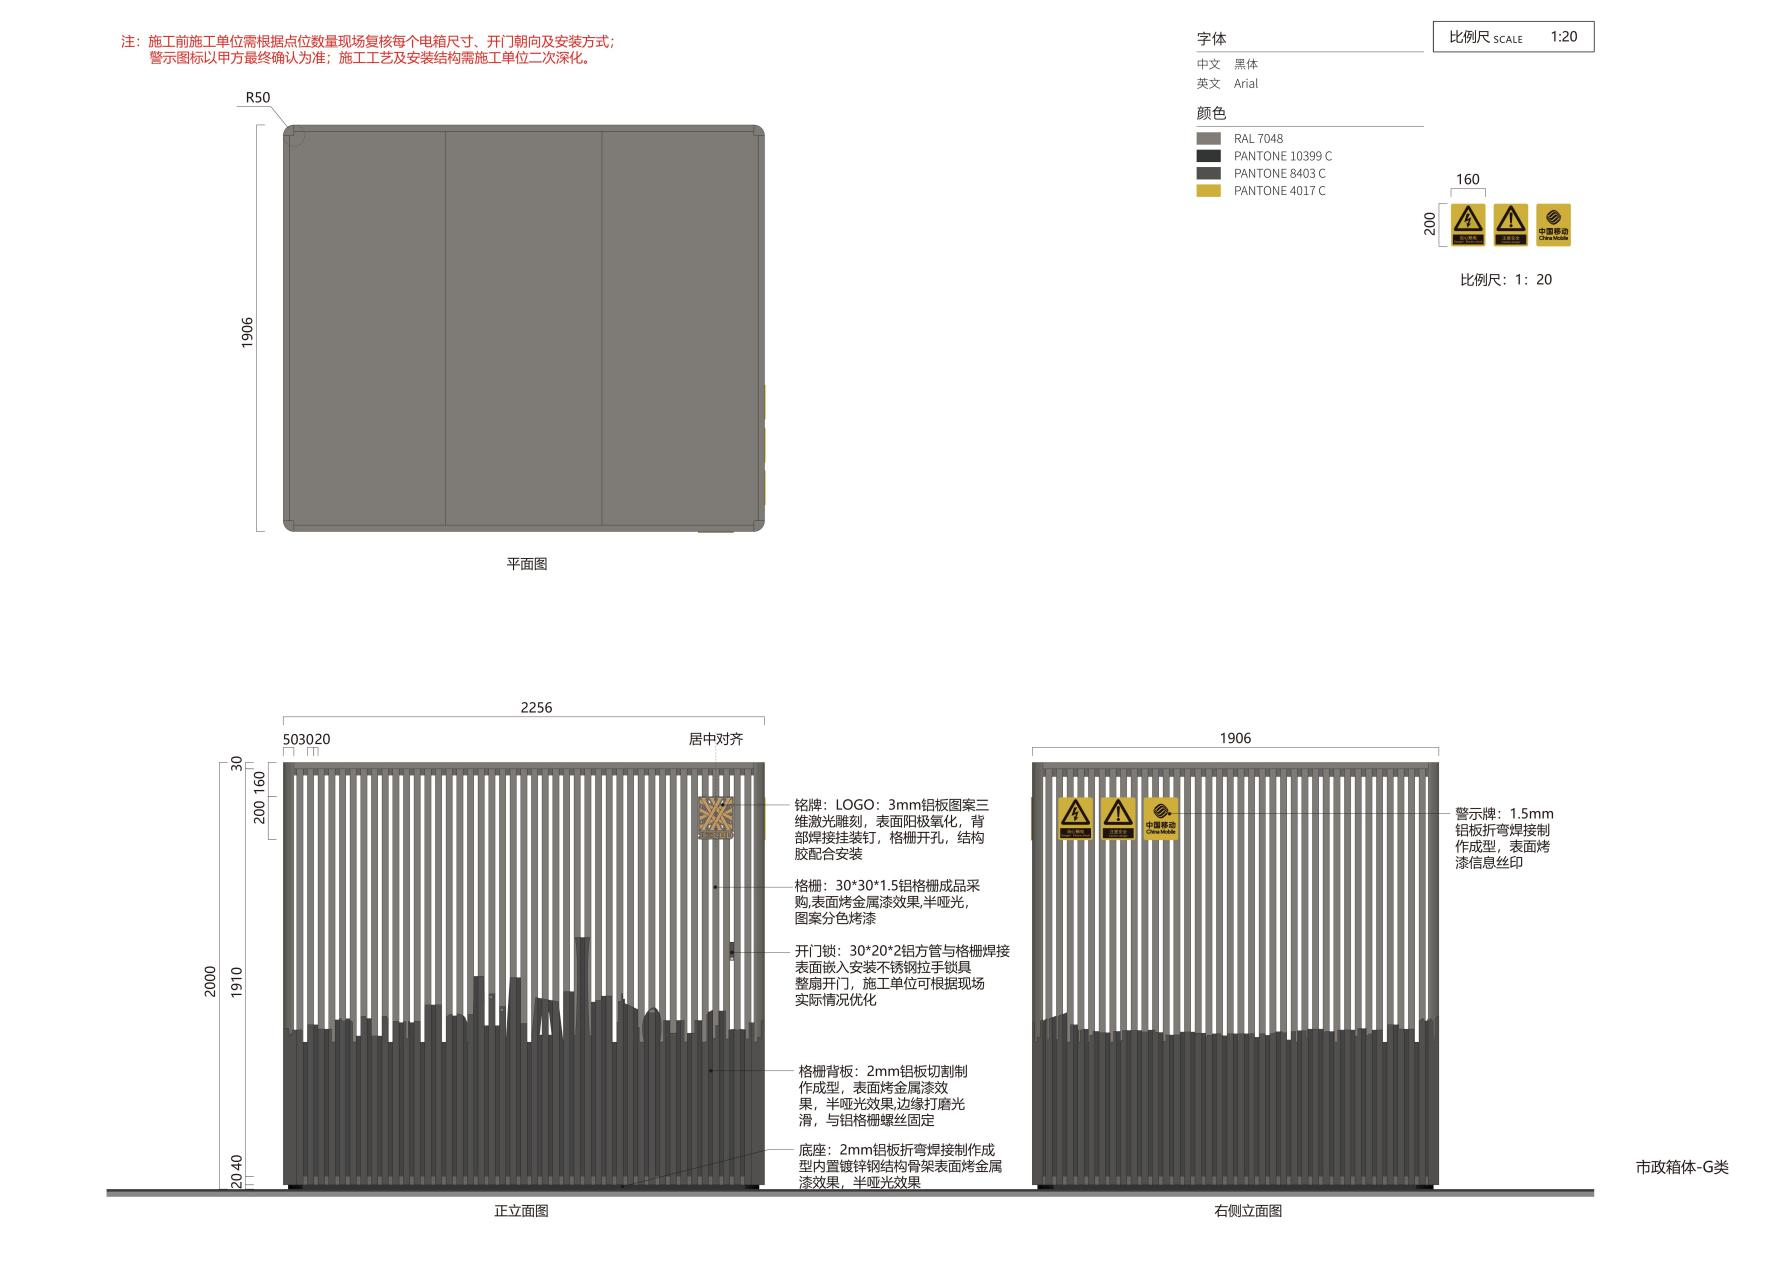 注：施工前施工单位需根据点位数量现场复核每个电箱尺寸、开门朝向及安装方式；
警示图标以甲方最终确认为准；施工工艺及安装结构需施工单位二次深化。
字体
中文 黑体
英文 Arial
颜色
RAL 7048
PANTONE 10399 C
PANTONE 8403 C
PANTONE 4017 C
比例尺 SCALE 1:20
160
200
中国移动
China Mobile
比例尺：1：20
R50
1906
平面图
2256
503020
居中对齐
30
160
200
2000
1910
40
20
铭牌：LOGO：3mm铝板图案三
维激光雕刻，表面阳极氧化，背
部焊接挂装钉，格栅开孔，结构
胶配合安装
格栅：30*30*1.5铝格栅成品采
购,表面烤金属漆效果,半哑光，
图案分色烤漆
开门锁：30*20*2铝方管与格栅焊接
表面嵌入安装不锈钢拉手锁具
整扇开门，施工单位可根据现场
实际情况优化
格栅背板：2mm铝板切割制
作成型，表面烤金属漆效
果，半哑光效果,边缘打磨光
滑，与铝格栅螺丝固定
底座：2mm铝板折弯焊接制作成
型内置镀锌钢结构骨架表面烤金属
漆效果，半哑光效果
正立面图
1906
中国移动
China Mobile
警示牌：1.5mm
铝板折弯焊接制
作成型，表面烤
漆信息丝印
右侧立面图
市政箱体-G类